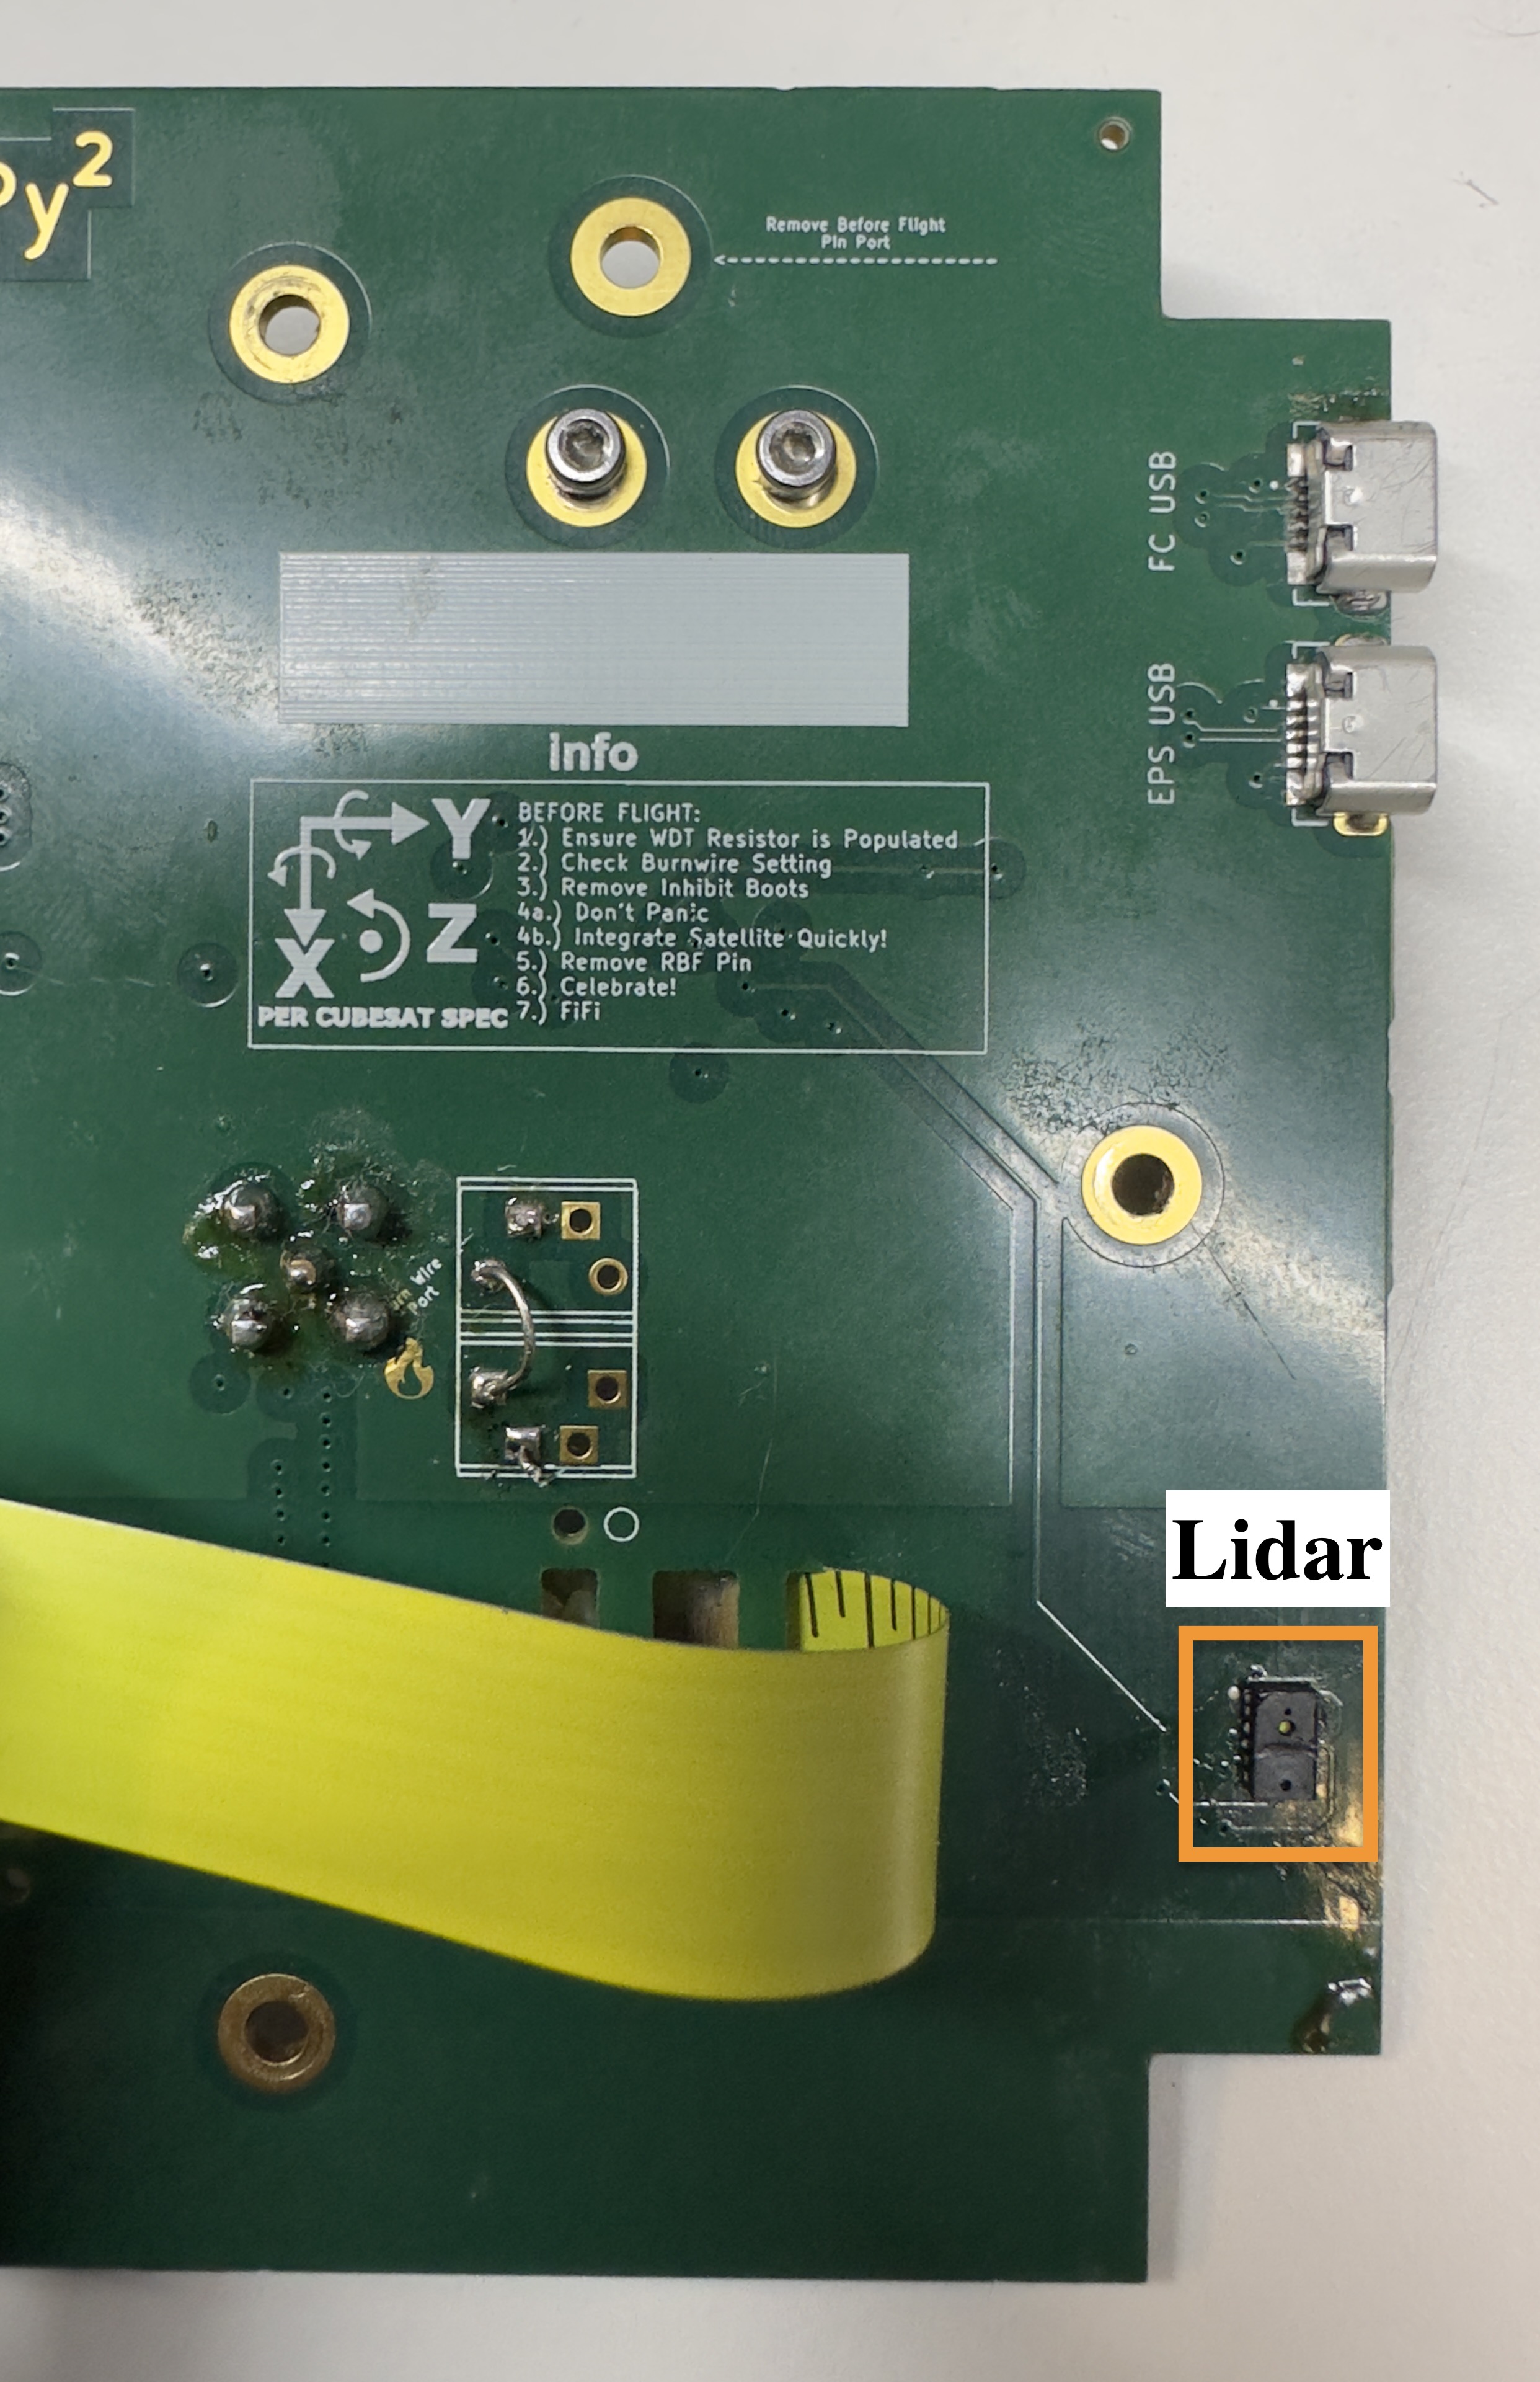 y²
Remove Before Flight
Pin Port
FC USB
EPS USB
info
Y
X
Z
PER CUBESAT SPEC
BEFORE FLIGHT:
1.) Ensure WDT Resistor is Populated
2.) Check Burnwire Setting
3.) Remove Inhibit Boots
4a.) Don't Panic
4b.) Integrate Satellite Quickly!
5.) Remove RBF Pin
6.) Celebrate!
7.) FiFi
Wire
Port
Lidar